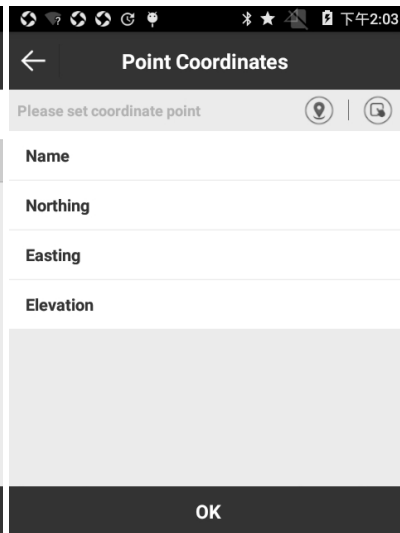 下午2:03
Point Coordinates
Please set coordinate point
Name
Northing
Easting
Elevation
OK